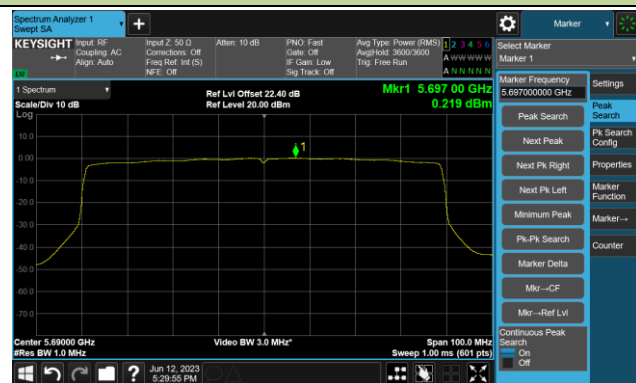 Spectrum Analyzer 1
Swept SA
+
Marker
KEYSIGHT
Input: RF
Coupling: AC
Align: Auto
Input Z: 50 Ω
Corrections: Off
Freq Ref: Int (S)
NFE: Off
Atten: 10 dB
PNO: Fast
Gate: Off
IF Gain: Low
Sig Track: Off
Avg Type: Power (RMS)
Avg|Hold: 3600/3600
Trig: Free Run
1 2 3 4 5 6
A W W W W W
A N N N N N
Select Marker
Marker 1
1 Spectrum
Scale/Div 10 dB
Log
Ref Lvl Offset 22.40 dB
Ref Level 20.00 dBm
Mkr1 5.697 00 GHz
0.219 dBm
10.0
0.00
-10.0
-20.0
-30.0
-40.0
-50.0
-60.0
-70.0
1
Center 5.69000 GHz
#Res BW 1.0 MHz
Video BW 3.0 MHz*
Span 100.0 MHz
Sweep 1.00 ms (601 pts)
Marker Frequency
5.697000000 GHz
Peak Search
Next Peak
Next Pk Right
Next Pk Left
Minimum Peak
Pk-Pk Search
Marker Delta
Mkr→CF
Mkr→Ref Lvl
Continuous Peak
Search
On
Off
Settings
Peak
Search
Pk Search
Config
Properties
Marker
Function
Marker→
Counter
?
Jun 12, 2023
5:29:55 PM